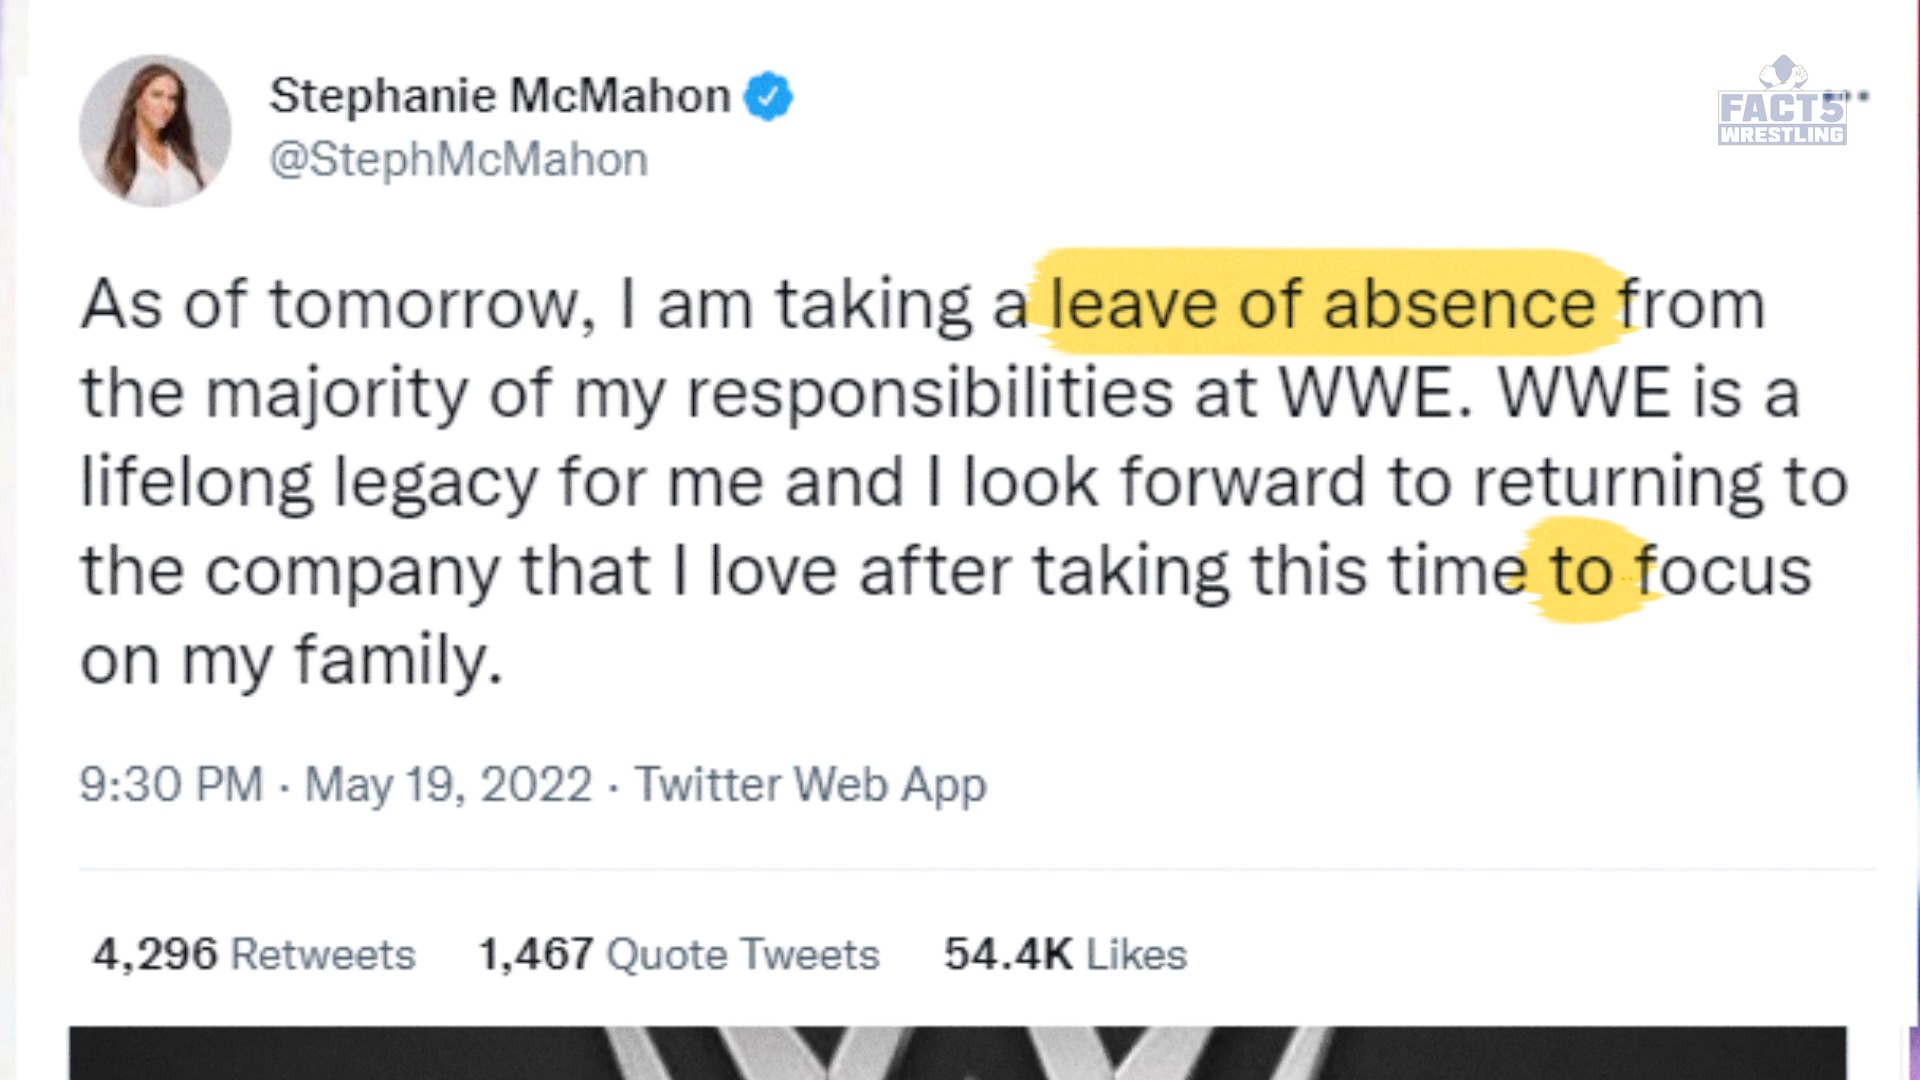 Stephanie McMahon
@StephMcMahon
FACT5
WRESTLING
As of tomorrow, I am taking a leave of absence from
the majority of my responsibilities at WWE. WWE is a
lifelong legacy for me and I look forward to returning to
the company that I love after taking this time to focus
on my family.
9:30 PM · May 19, 2022 · Twitter Web App
4,296 Retweets 1,467 Quote Tweets 54.4K Likes